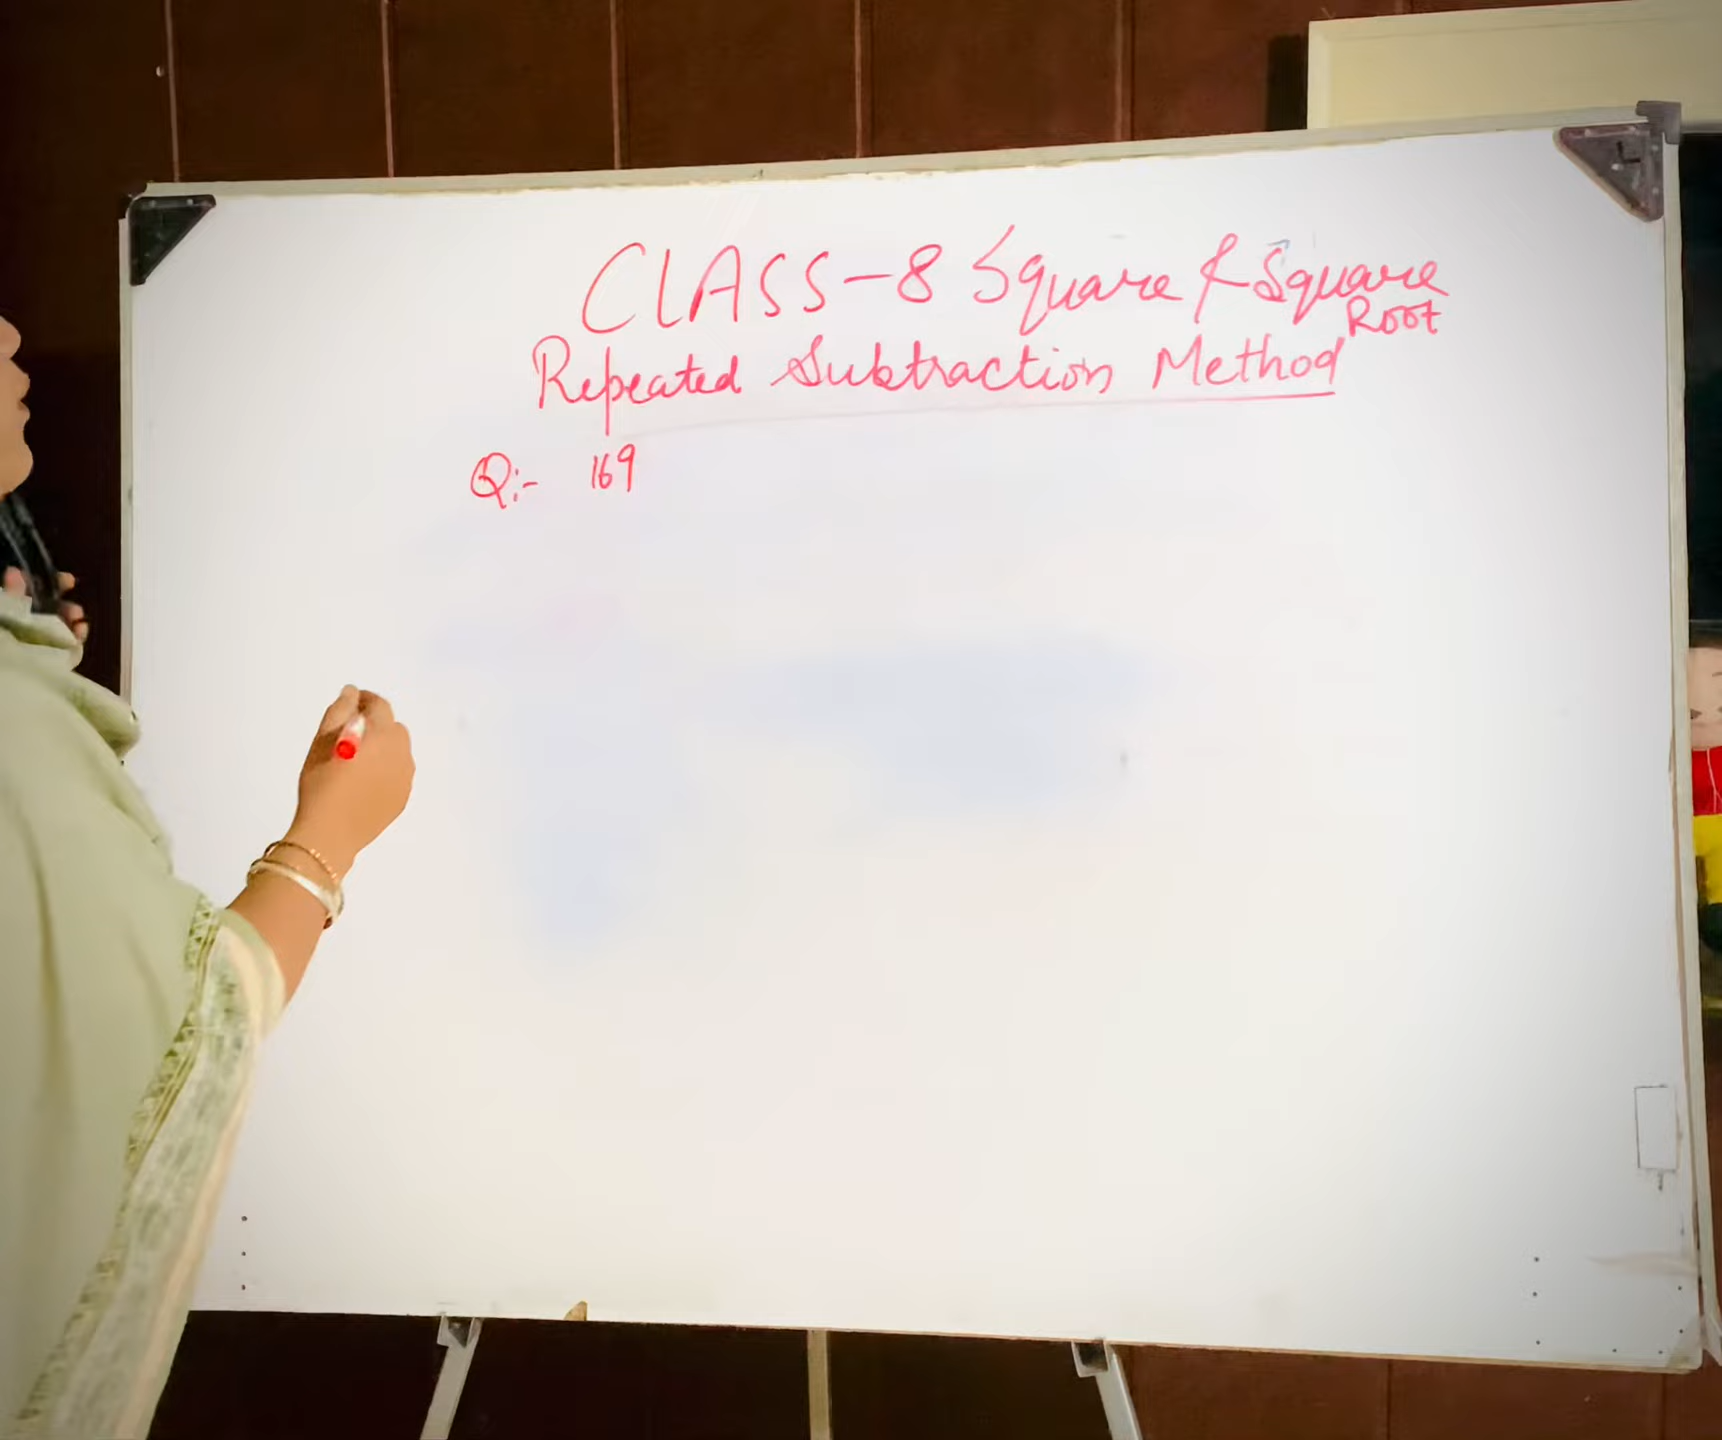 CLASS-8 Square & Square
Root
Repeated Subtraction Method
Q:- 169